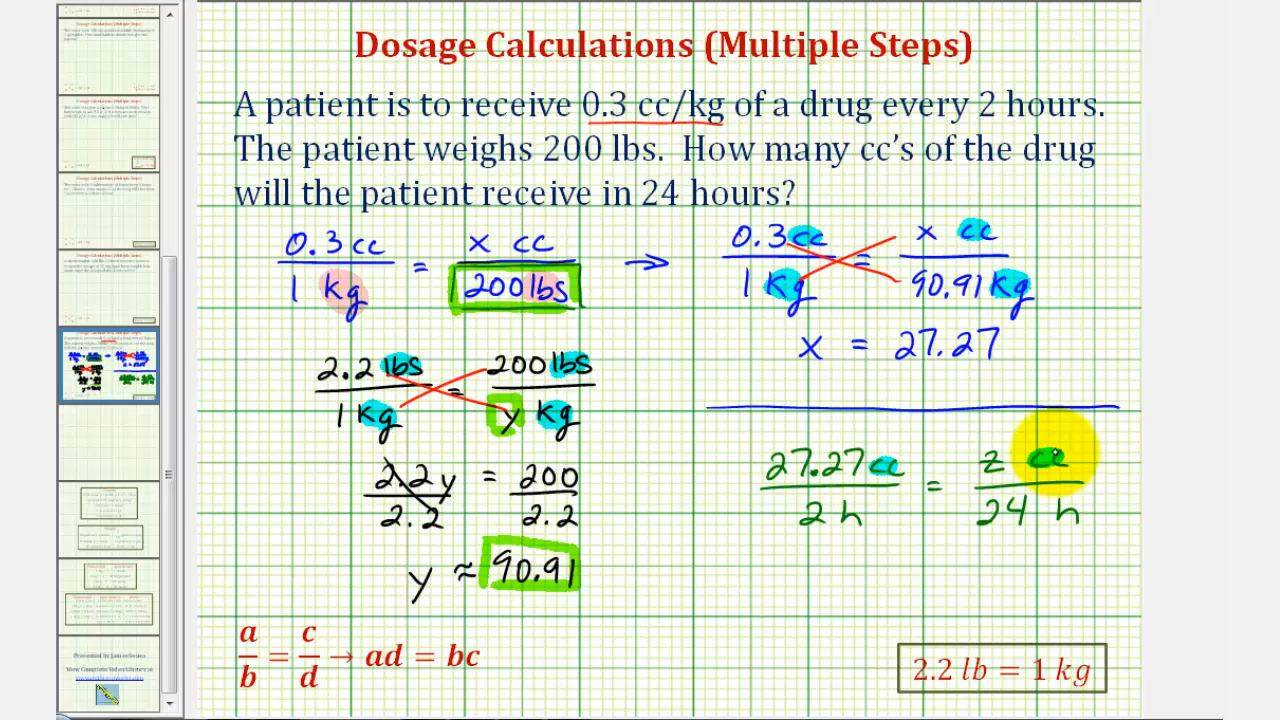 Dosage Calculations (Multiple Steps)
A patient is to receive 0.3 cc/kg of a drug every 2 hours.
The patient weighs 200 lbs. How many cc's of the drug
will the patient receive in 24 hours?
0.3 cc / 1 kg = x cc / 200 lbs →
2.2 lbs / 1 kg = 200 lbs / y kg
2.2y / 2.2 = 200 / 2.2
y ≈ 90.91
0.3 cc / 1 kg = x cc / 90.91 kg
x = 27.27
27.27 cc / 2 h = z cc / 24 h
a/b = c/d → ad = bc
2.2 lb = 1 kg